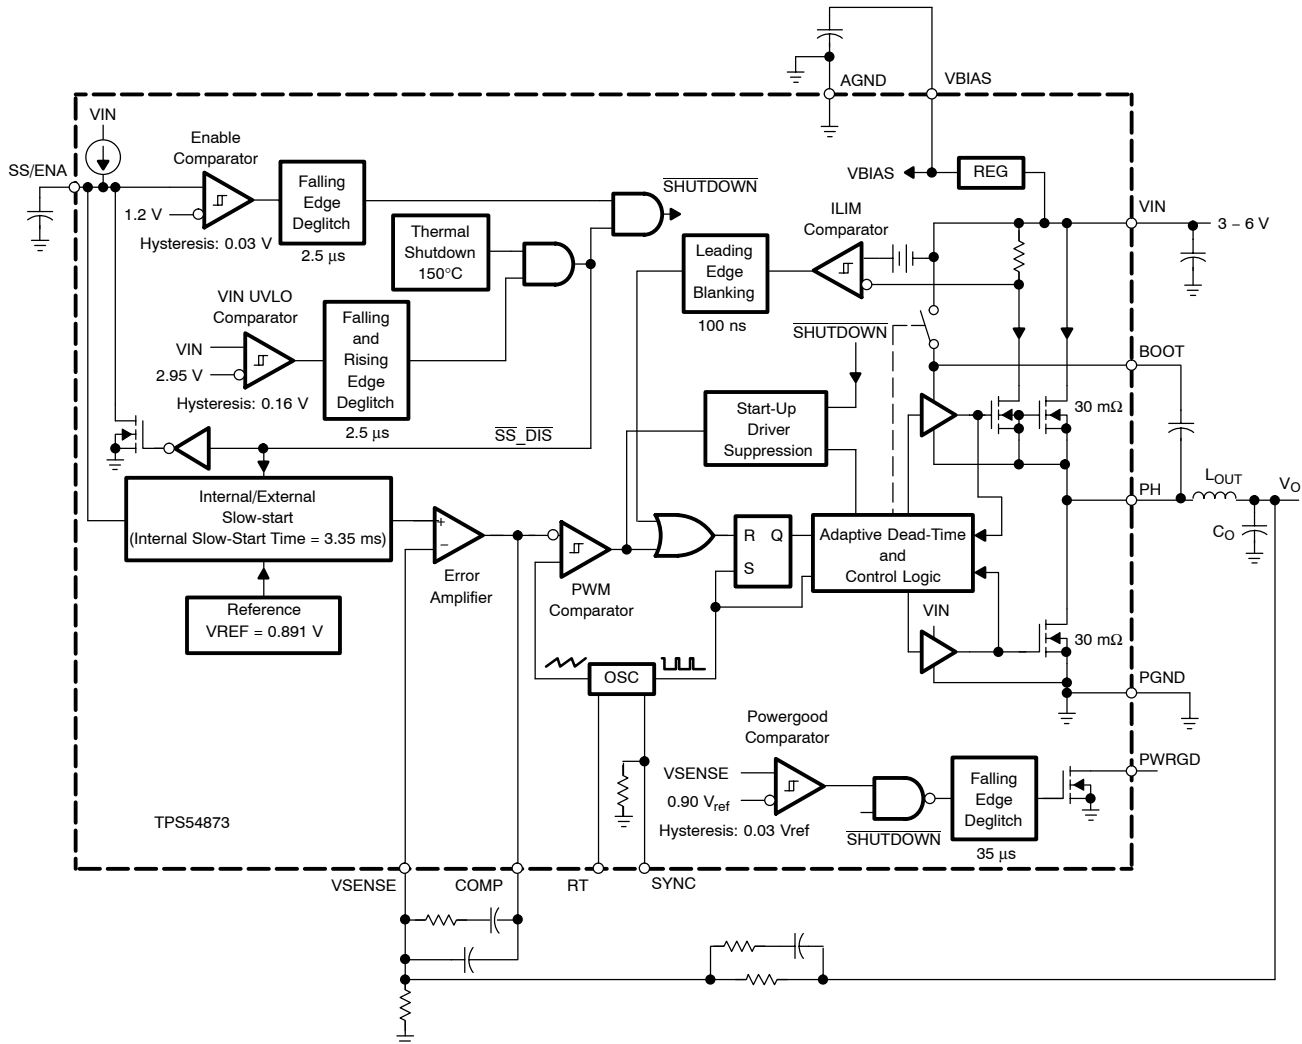 AGND
VBIAS
VIN
Enable
Comparator
SS/ENA
1.2 V
Hysteresis: 0.03 V
Falling
Edge
Deglitch
2.5 μs
Thermal
Shutdown
150°C
SHUTDOWN
VBIAS
REG
VIN
3 – 6 V
ILIM
Comparator
Leading
Edge
Blanking
100 ns
VIN UVLO
Comparator
VIN
2.95 V
Hysteresis: 0.16 V
Falling
and
Rising
Edge
Deglitch
2.5 μs
SHUTDOWN
BOOT
30 mΩ
Start-Up
Driver
Suppression
SS_DIS
PH
LOUT
VO
CO
Internal/External
Slow-start
(Internal Slow-Start Time = 3.35 ms)
+
−
Error
Amplifier
PWM
Comparator
R Q
S
Adaptive Dead-Time
and
Control Logic
Reference
VREF = 0.891 V
VIN
30 mΩ
OSC
PGND
Powergood
Comparator
VSENSE
0.90 Vref
Hysteresis: 0.03 Vref
SHUTDOWN
Falling
Edge
Deglitch
35 μs
PWRGD
TPS54873
VSENSE
COMP
RT
SYNC